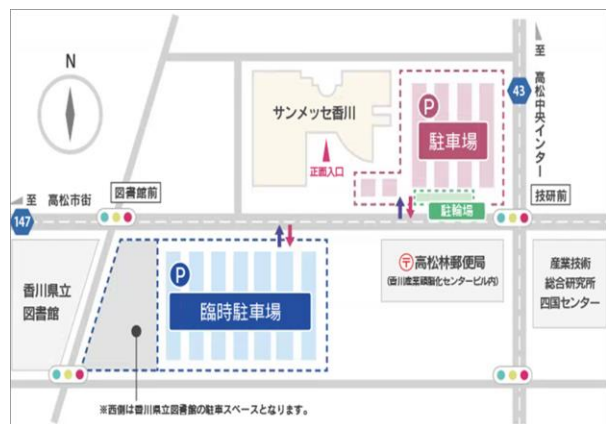 N
サンメッセ香川
正面入口
P
駐車場
駐輪場
43
至 高松中央インター
至 高松市街
147
図書館前
技研前
香川県立
図書館
P
臨時駐車場
〒高松林郵便局
(香川産業頭脳化センタービル内)
産業技術
総合研究所
四国センター
※西側は香川県立図書館の駐車スペースとなります。